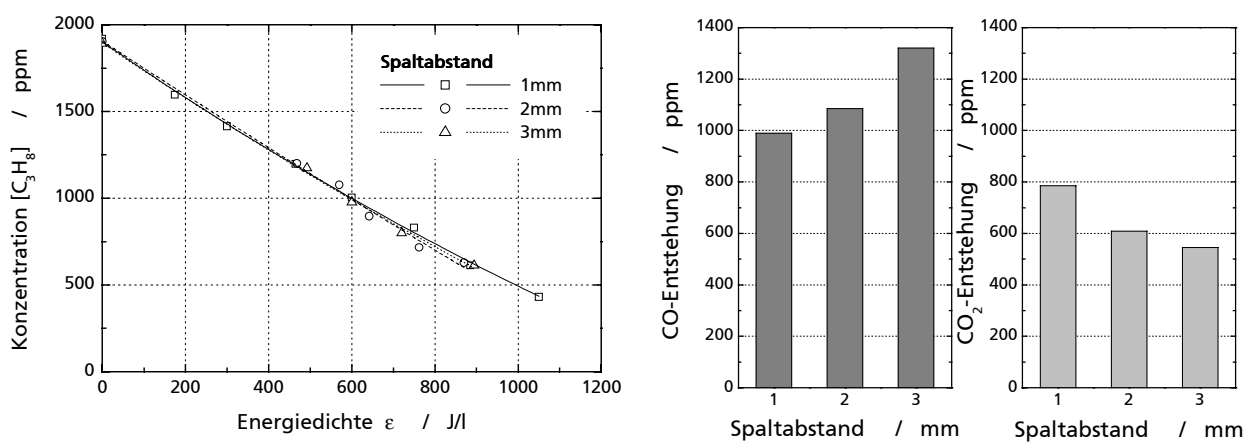 Konzentration [C₃H₈] / ppm
2000
1500
1000
500
0
0 200 400 600 800 1000 1200
Energiedichte ε / J/l
Spaltabstand
1mm
2mm
3mm
CO-Entstehung / ppm
1400
1200
1000
800
600
400
200
0
1 2 3
Spaltabstand / mm
CO₂-Entstehung / ppm
1400
1200
1000
800
600
400
200
0
1 2 3
Spaltabstand / mm